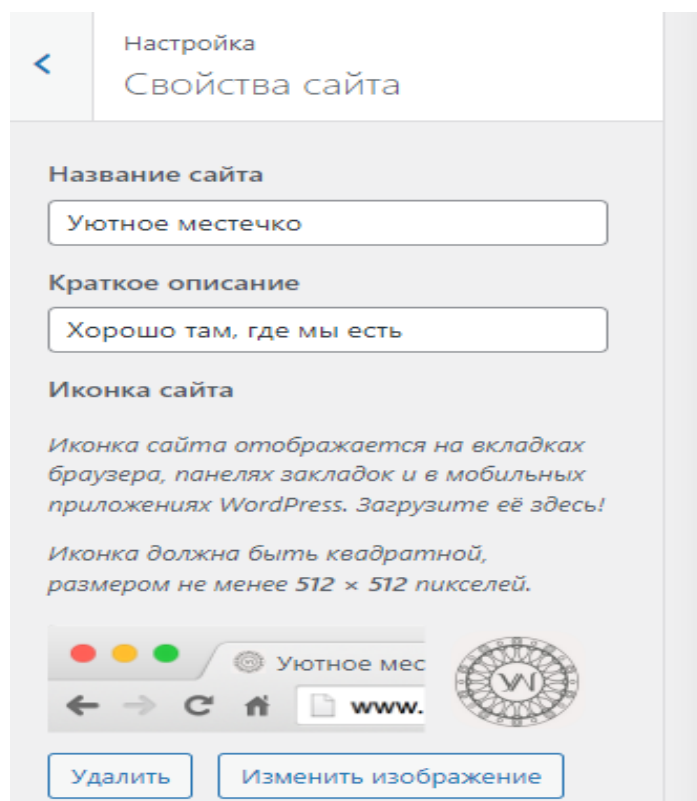 Настройка
Свойства сайта
Название сайта
Уютное местечко
Краткое описание
Хорошо там, где мы есть
Иконка сайта
Иконка сайта отображается на вкладках
браузера, панелях закладок и в мобильных
приложениях WordPress. Загрузите её здесь!
Иконка должна быть квадратной,
размером не менее 512 × 512 пикселей.
Уютное мес
www.
Удалить
Изменить изображение